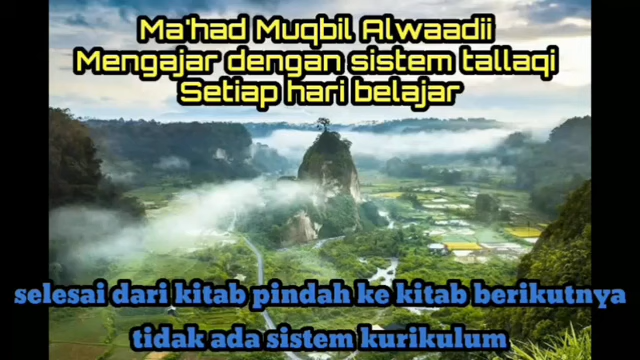 Ma'had Muqbil Alwaadii
Mengajar dengan sistem tallaqi
Setiap hari belajar
selesai dari kitab pindah ke kitab berikutnya
tidak ada sistem kurikulum